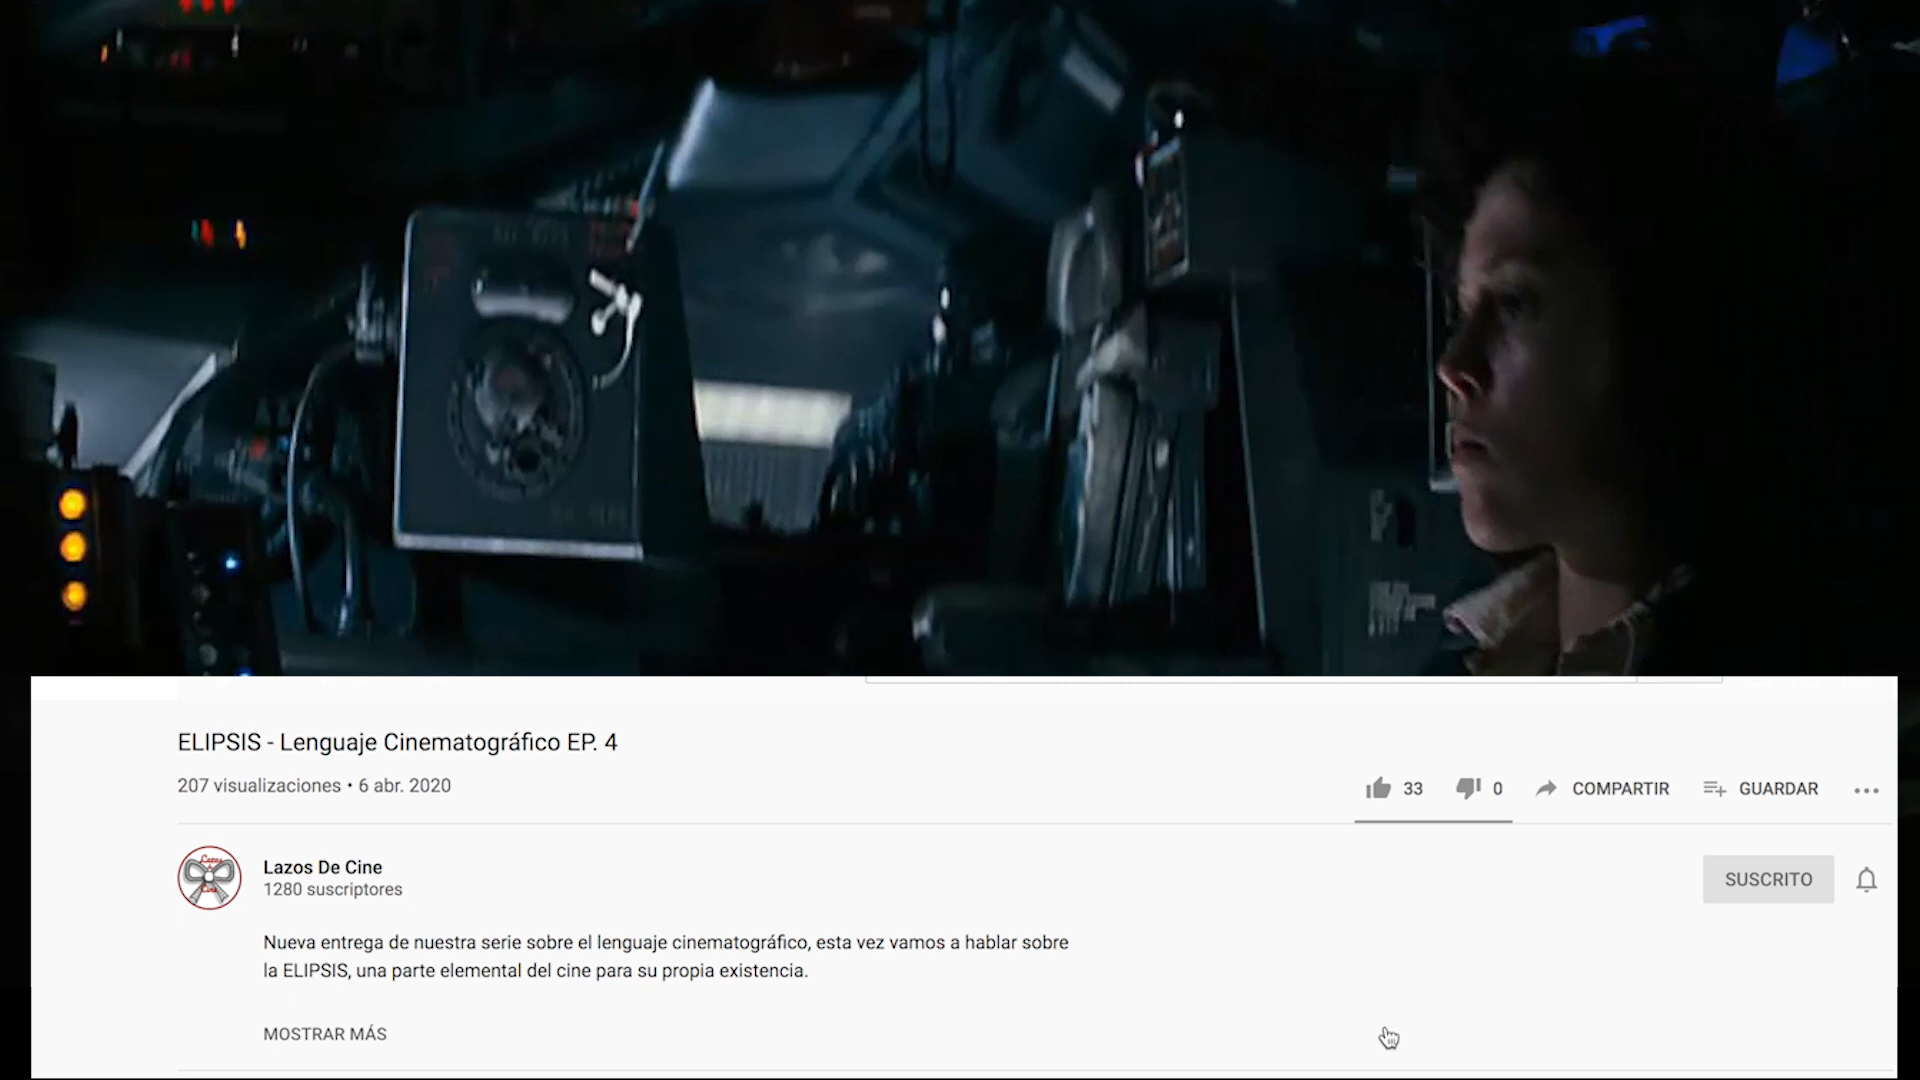 ELIPSIS - Lenguaje Cinematográfico EP. 4
207 visualizaciones • 6 abr. 2020
33 0 COMPARTIR GUARDAR
Lazos De Cine
1280 suscriptores
SUSCRITO
Nueva entrega de nuestra serie sobre el lenguaje cinematográfico, esta vez vamos a hablar sobre
la ELIPSIS, una parte elemental del cine para su propia existencia.
MOSTRAR MÁS